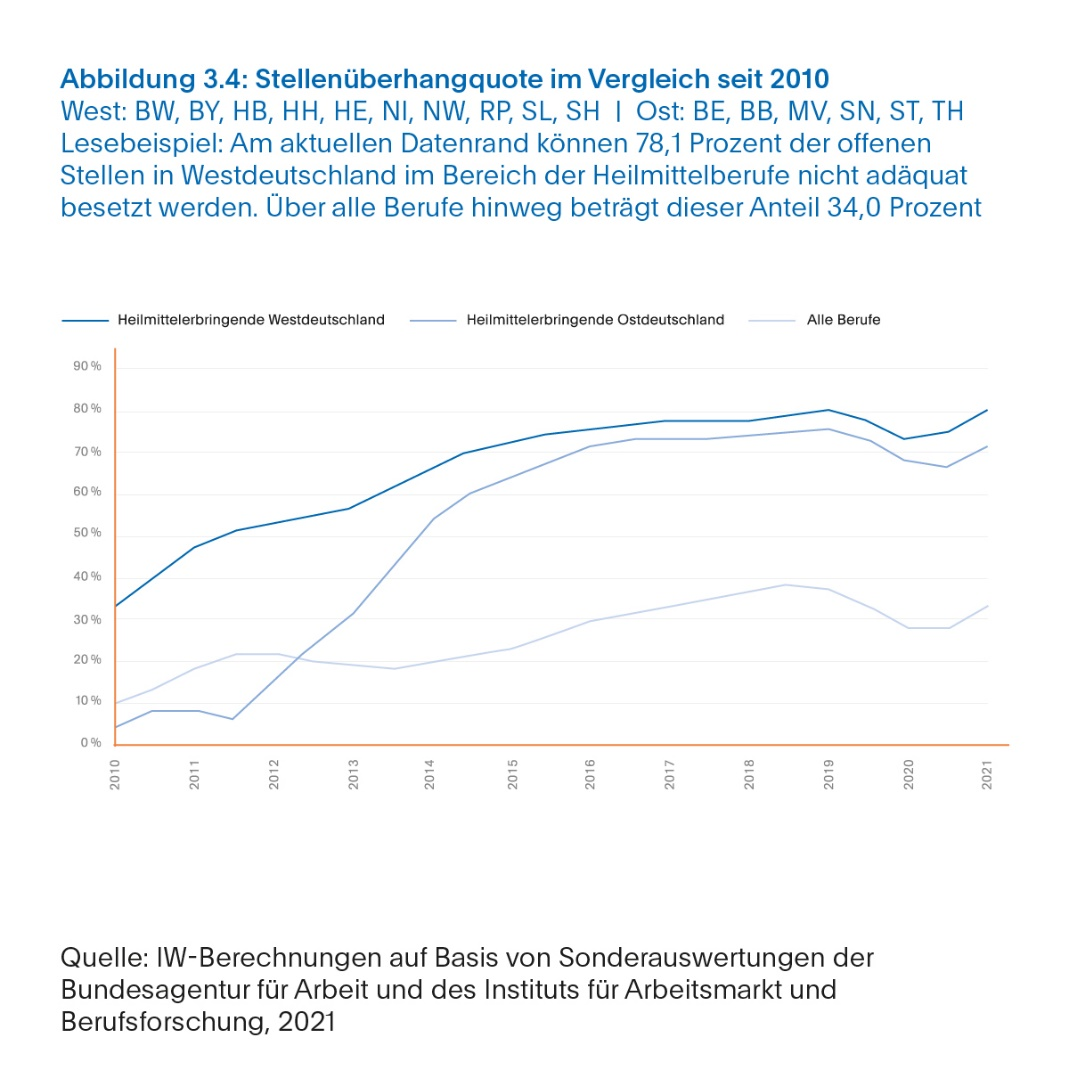 Abbildung 3.4: Stellenüberhangquote im Vergleich seit 2010
West: BW, BY, HB, HH, HE, NI, NW, RP, SL, SH | Ost: BE, BB, MV, SN, ST, TH
Lesebeispiel: Am aktuellen Datenrand können 78,1 Prozent der offenen
Stellen in Westdeutschland im Bereich der Heilmittelberufe nicht adäquat
besetzt werden. Über alle Berufe hinweg beträgt dieser Anteil 34,0 Prozent
Heilmittelerbringende Westdeutschland Heilmittelerbringende Ostdeutschland Alle Berufe
90 %
80 %
70 %
60 %
50 %
40 %
30 %
20 %
10 %
0 %
2010 2011 2012 2013 2014 2015 2016 2017 2018 2019 2020 2021
Quelle: IW-Berechnungen auf Basis von Sonderauswertungen der
Bundesagentur für Arbeit und des Instituts für Arbeitsmarkt und
Berufsforschung, 2021